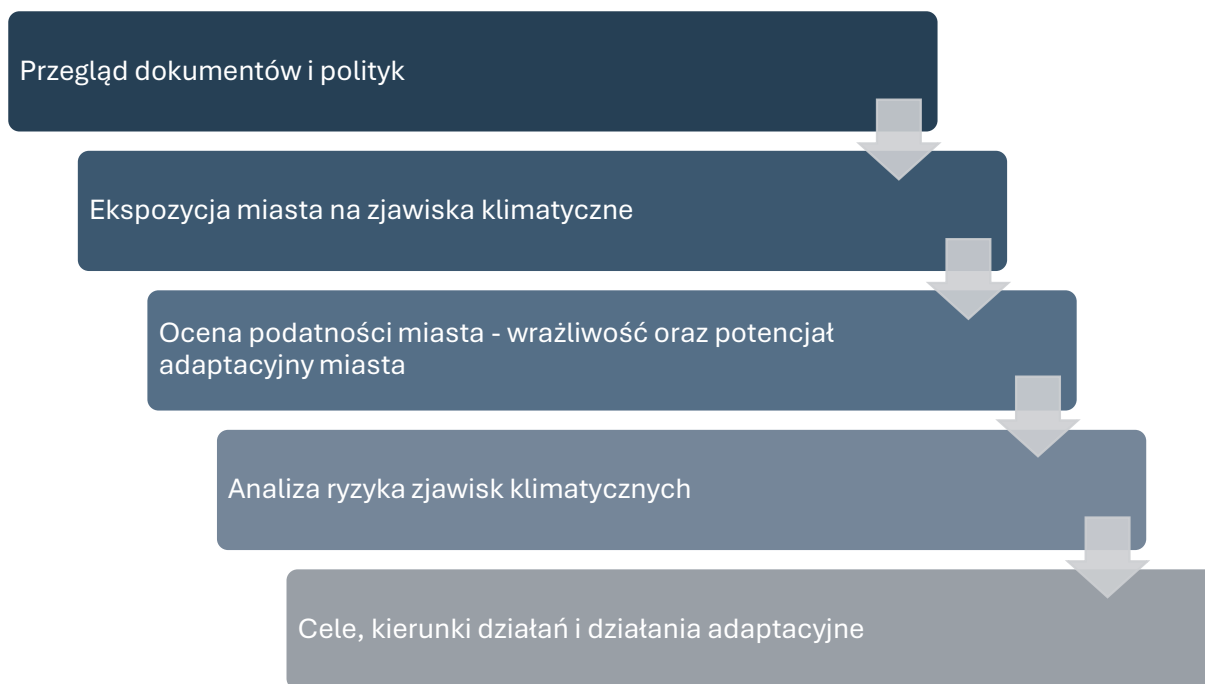 Przegląd dokumentów i polityk
Ekspozycja miasta na zjawiska klimatyczne
Ocena podatności miasta - wrażliwość oraz potencjał
adaptacyjny miasta
Analiza ryzyka zjawisk klimatycznych
Cele, kierunki działań i działania adaptacyjne